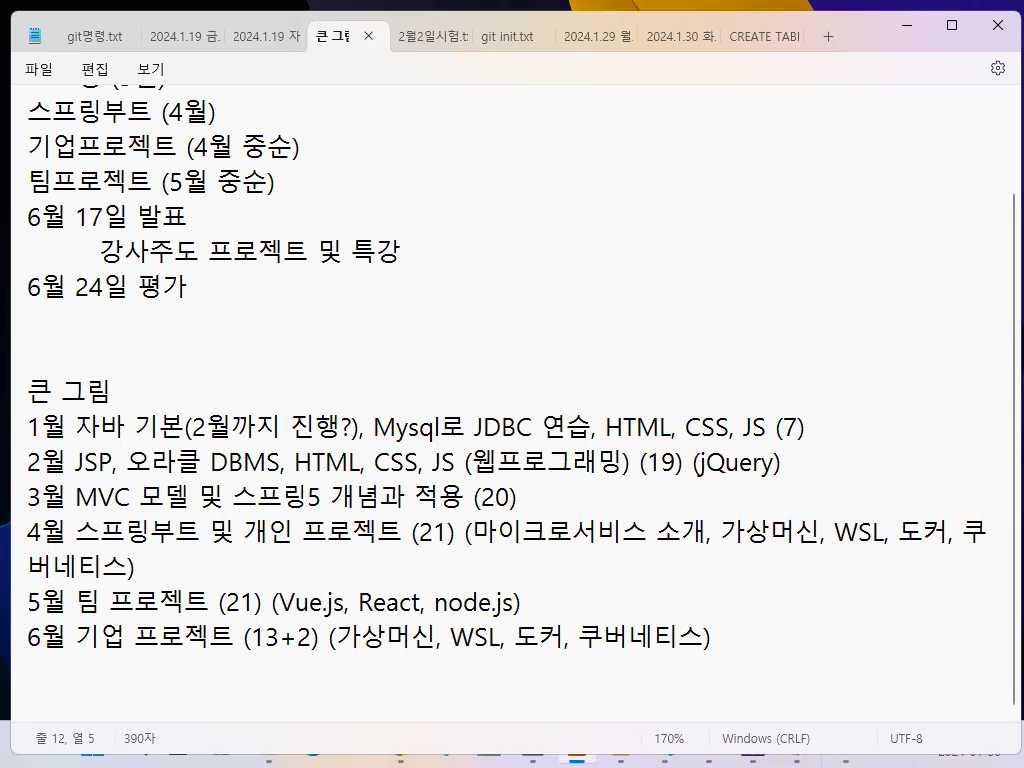 git명령.txt 2024.1.19 금. 2024.1.19 자 큰 그림 2월2일시험.t git init.txt 2024.1.29 월. 2024.1.30 화. CREATE TABI
파일 편집 보기
스프링부트 (4월)
기업프로젝트 (4월 중순)
팀프로젝트 (5월 중순)
6월 17일 발표
강사주도 프로젝트 및 특강
6월 24일 평가
큰 그림
1월 자바 기본(2월까지 진행?), Mysql로 JDBC 연습, HTML, CSS, JS (7)
2월 JSP, 오라클 DBMS, HTML, CSS, JS (웹프로그래밍) (19) (jQuery)
3월 MVC 모델 및 스프링5 개념과 적용 (20)
4월 스프링부트 및 개인 프로젝트 (21) (마이크로서비스 소개, 가상머신, WSL, 도커, 쿠
버네티스)
5월 팀 프로젝트 (21) (Vue.js, React, node.js)
6월 기업 프로젝트 (13+2) (가상머신, WSL, 도커, 쿠버네티스)
줄 12, 열 5 390자 170% Windows (CRLF) UTF-8